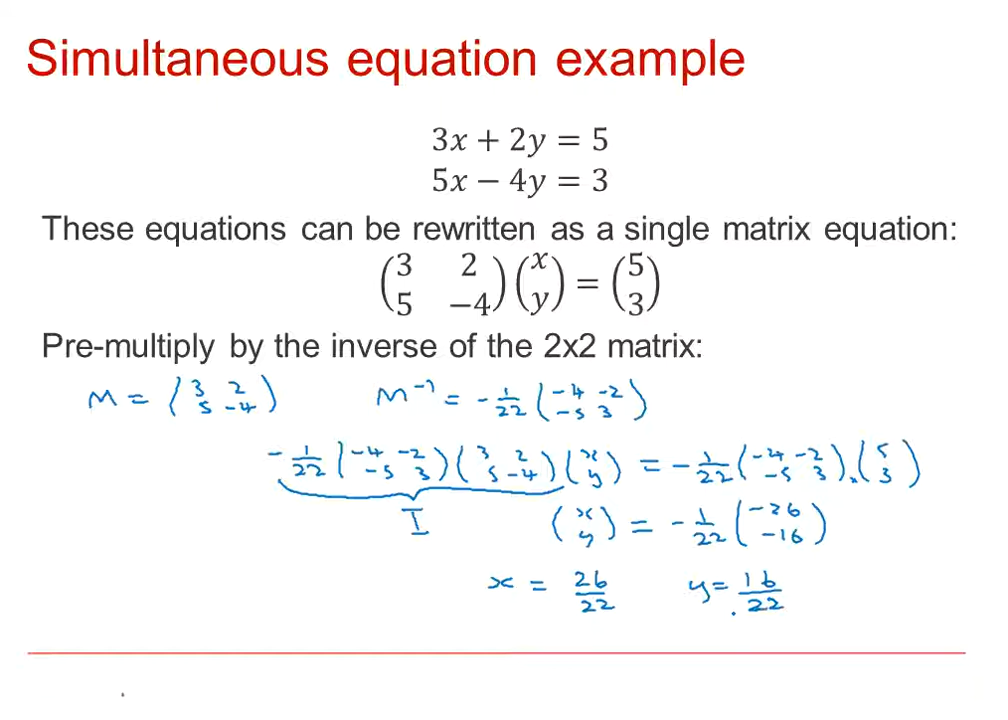 Simultaneous equation example
3x + 2y = 5
5x − 4y = 3
These equations can be rewritten as a single matrix equation:
(3 2
5 −4)(x
y) = (5
3)
Pre-multiply by the inverse of the 2x2 matrix:
M = (3 2
5 -4) M⁻¹ = -1/22 (-4 -2
-5 3)
-1/22 (-4 -2
-5 3)(3 2
5 -4)(x
y) = -1/22 (-4 -2
-5 3).(5
3)
I (x
y) = -1/22 (-26
-16)
x = 26/22 y = 16/22